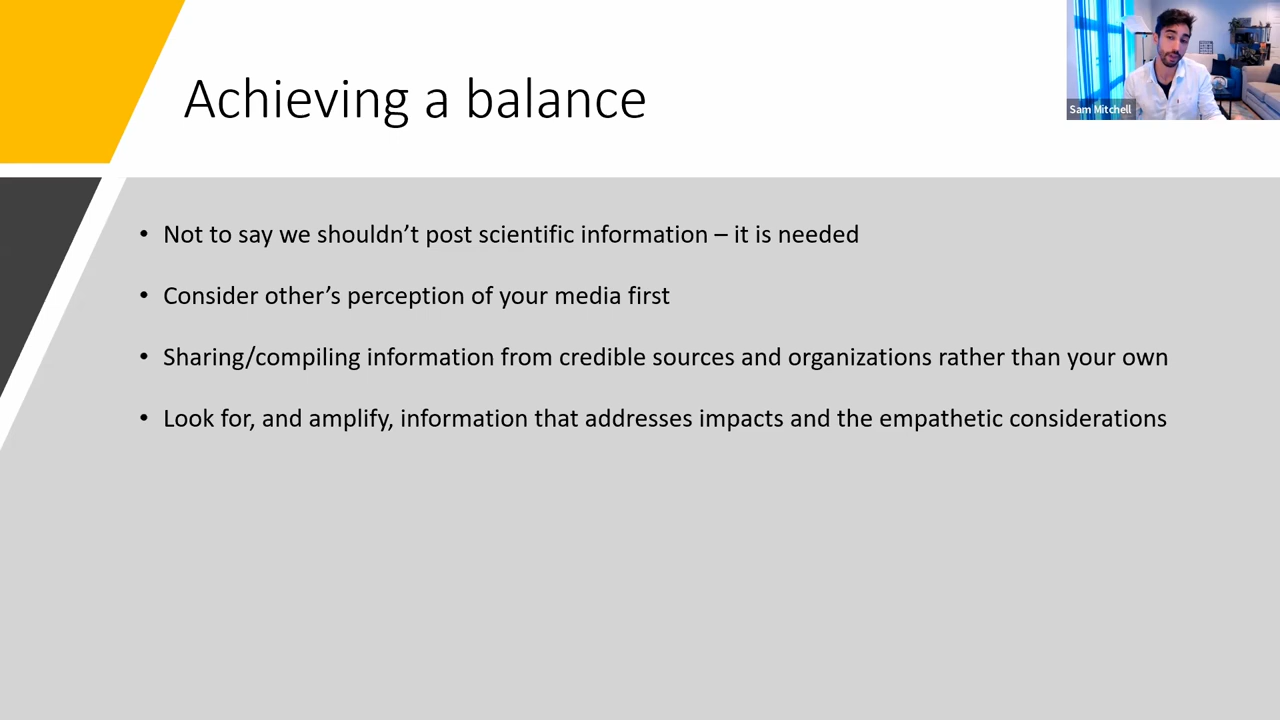 Achieving a balance
Sam Mitchell
• Not to say we shouldn’t post scientific information – it is needed
• Consider other’s perception of your media first
• Sharing/compiling information from credible sources and organizations rather than your own
• Look for, and amplify, information that addresses impacts and the empathetic considerations